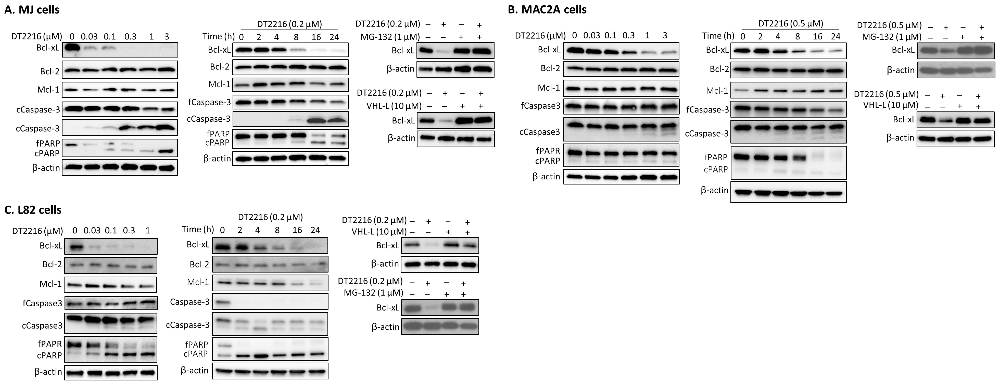 A. MJ cells
DT2216 (µM) 0 0.03 0.1 0.3 1 3
Bcl-xL
Bcl-2
Mcl-1
cCaspase-3
cCaspase-3
fPARP
cPARP
β-actin
DT2216 (0.2 µM)
Time (h) 0 2 4 8 16 24
Bcl-xL
Bcl-2
Mcl-1
fCaspase-3
cCaspase-3
fPARP
cPARP
β-actin
DT2216 (0.2 µM) – + – +
MG-132 (1 µM) – – + +
Bcl-xL
β-actin
DT2216 (0.2 µM) – + – +
VHL-L (10 µM) – – + +
Bcl-xL
β-actin
B. MAC2A cells
DT2216 (µM) 0 0.03 0.1 0.3 1 3
Bcl-xL
Bcl-2
Mcl-1
fCaspase3
cCaspase3
fPAPR
cPARP
β-actin
DT2216 (0.5 µM)
Time (h) 0 2 4 8 16 24
Bcl-xL
Bcl-2
Mcl-1
fCaspase-3
cCaspase-3
fPARP
cPARP
β-actin
DT2216 (0.5 µM) – + – +
MG-132 (1 µM) – – + +
Bcl-xL
β-actin
DT2216 (0.5 µM) – + – +
VHL-L (10 µM) – – + +
Bcl-xL
β-actin
C. L82 cells
DT2216 (µM) 0 0.03 0.1 0.3 1
Bcl-xL
Bcl-2
Mcl-1
fCaspase3
cCaspase3
fPAPR
cPARP
β-actin
DT2216 (0.2 µM)
Time (h) 0 2 4 8 16 24
Bcl-xL
Bcl-2
Mcl-1
Caspase-3
cCaspase-3
fPARP
cPARP
β-actin
DT2216 (0.2 µM) – + – +
VHL-L (10 µM) – – + +
Bcl-xL
β-actin
DT2216 (0.2 µM) – + – +
MG-132 (1 µM) – – + +
Bcl-xL
β-actin